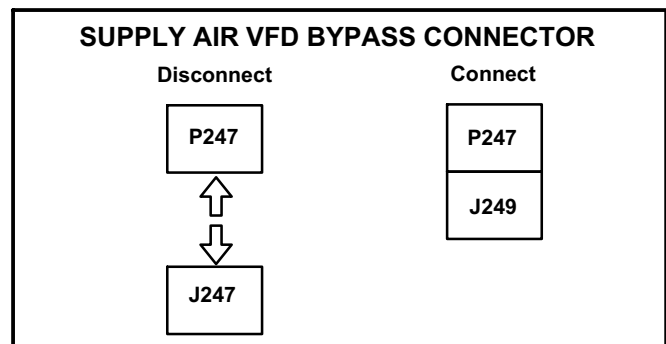 SUPPLY AIR VFD BYPASS CONNECTOR
Disconnect
Connect
P247
J247
P247
J249